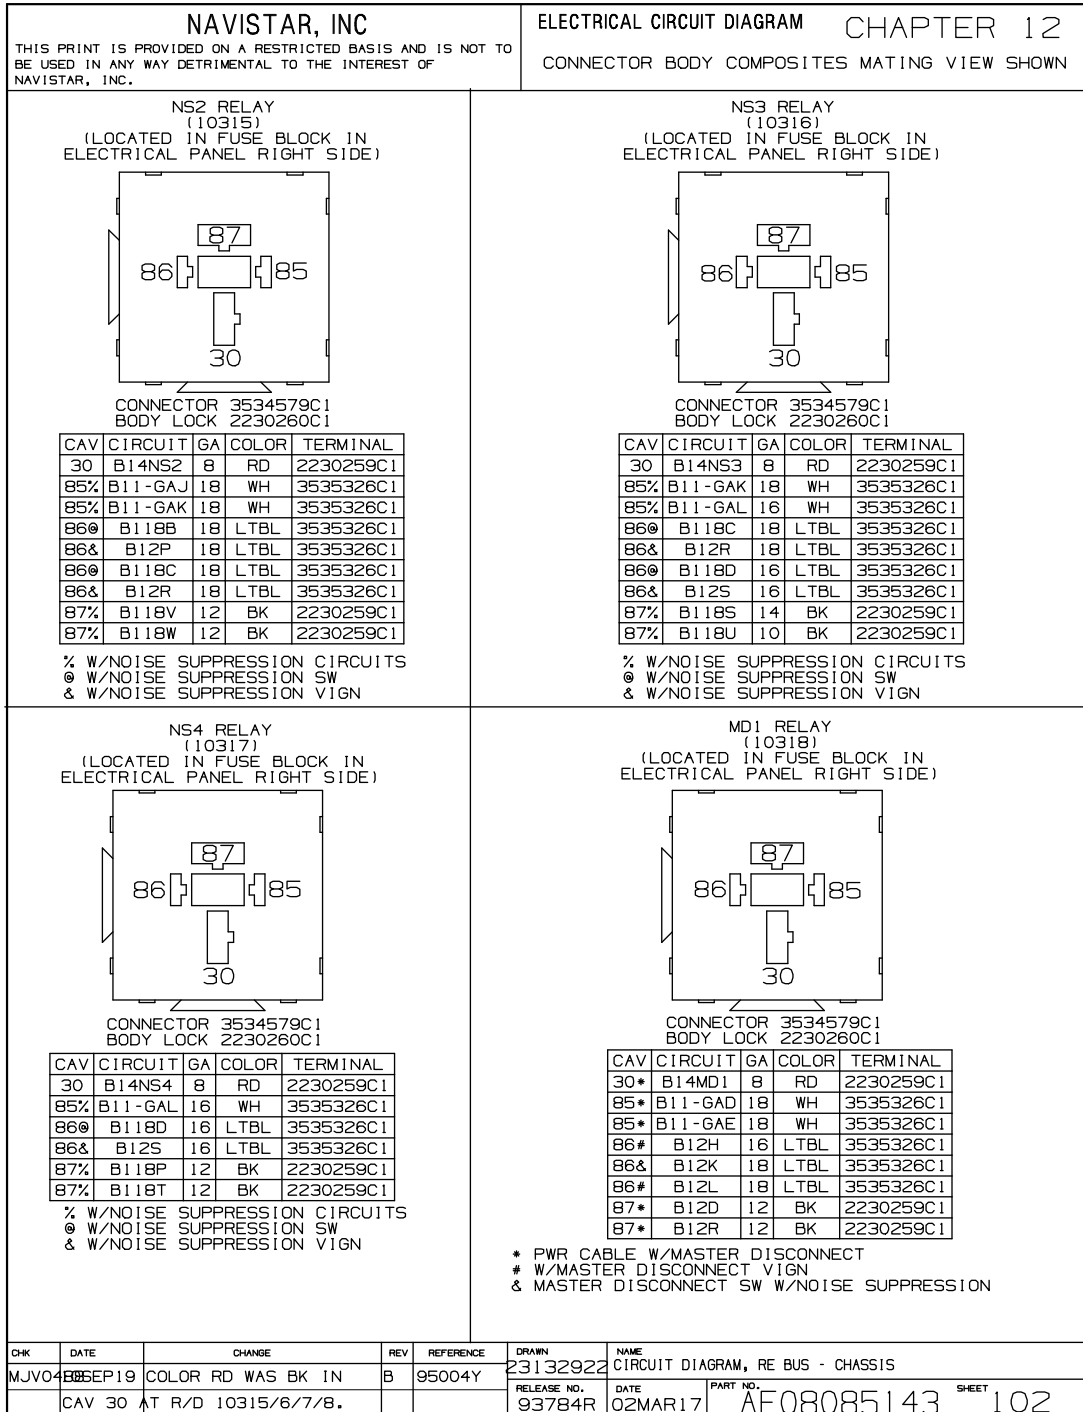 NAVISTAR, INC
THIS PRINT IS PROVIDED ON A RESTRICTED BASIS AND IS NOT TO
BE USED IN ANY WAY DETRIMENTAL TO THE INTEREST OF
NAVISTAR, INC.
ELECTRICAL CIRCUIT DIAGRAM CHAPTER 12
CONNECTOR BODY COMPOSITES MATING VIEW SHOWN
NS2 RELAY
(10315)
(LOCATED IN FUSE BLOCK IN
ELECTRICAL PANEL RIGHT SIDE)
87
86 85
30
CONNECTOR 3534579C1
BODY LOCK 2230260C1
CAV CIRCUIT GA COLOR TERMINAL
30 B14NS2 8 RD 2230259C1
85% B11-GAJ 18 WH 3535326C1
85% B11-GAK 18 WH 3535326C1
86@ B118B 18 LTBL 3535326C1
86& B12P 18 LTBL 3535326C1
86@ B118C 18 LTBL 3535326C1
86& B12R 18 LTBL 3535326C1
87% B118V 12 BK 2230259C1
87% B118W 12 BK 2230259C1
% W/NOISE SUPPRESSION CIRCUITS
@ W/NOISE SUPPRESSION SW
& W/NOISE SUPPRESSION VIGN
NS3 RELAY
(10316)
(LOCATED IN FUSE BLOCK IN
ELECTRICAL PANEL RIGHT SIDE)
87
86 85
30
CONNECTOR 3534579C1
BODY LOCK 2230260C1
CAV CIRCUIT GA COLOR TERMINAL
30 B14NS3 8 RD 2230259C1
85% B11-GAK 18 WH 3535326C1
85% B11-GAL 16 WH 3535326C1
86@ B118C 18 LTBL 3535326C1
86& B12R 18 LTBL 3535326C1
86@ B118D 16 LTBL 3535326C1
86& B12S 16 LTBL 3535326C1
87% B118S 14 BK 2230259C1
87% B118U 10 BK 2230259C1
% W/NOISE SUPPRESSION CIRCUITS
@ W/NOISE SUPPRESSION SW
& W/NOISE SUPPRESSION VIGN
NS4 RELAY
(10317)
(LOCATED IN FUSE BLOCK IN
ELECTRICAL PANEL RIGHT SIDE)
87
86 85
30
CONNECTOR 3534579C1
BODY LOCK 2230260C1
CAV CIRCUIT GA COLOR TERMINAL
30 B14NS4 8 RD 2230259C1
85% B11-GAL 16 WH 3535326C1
86@ B118D 16 LTBL 3535326C1
86& B12S 16 LTBL 3535326C1
87% B118P 12 BK 2230259C1
87% B118T 12 BK 2230259C1
% W/NOISE SUPPRESSION CIRCUITS
@ W/NOISE SUPPRESSION SW
& W/NOISE SUPPRESSION VIGN
MD1 RELAY
(10318)
(LOCATED IN FUSE BLOCK IN
ELECTRICAL PANEL RIGHT SIDE)
87
86 85
30
CONNECTOR 3534579C1
BODY LOCK 2230260C1
CAV CIRCUIT GA COLOR TERMINAL
30* B14MD1 8 RD 2230259C1
85* B11-GAD 18 WH 3535326C1
85* B11-GAE 18 WH 3535326C1
86# B12H 16 LTBL 3535326C1
86& B12K 18 LTBL 3535326C1
86# B12L 18 LTBL 3535326C1
87* B12D 12 BK 2230259C1
87* B12R 12 BK 2230259C1
* PWR CABLE W/MASTER DISCONNECT
# W/MASTER DISCONNECT VIGN
& MASTER DISCONNECT SW W/NOISE SUPPRESSION
CHK DATE CHANGE REV REFERENCE
COLOR RD WAS BK IN B 95004Y
CAV 30 AT R/D 10315/6/7/8.
DRAWN
23132922
NAME
CIRCUIT DIAGRAM, RE BUS - CHASSIS
RELEASE NO.
93784R
DATE
02MAR17
PART NO.
AE08085143
SHEET
102